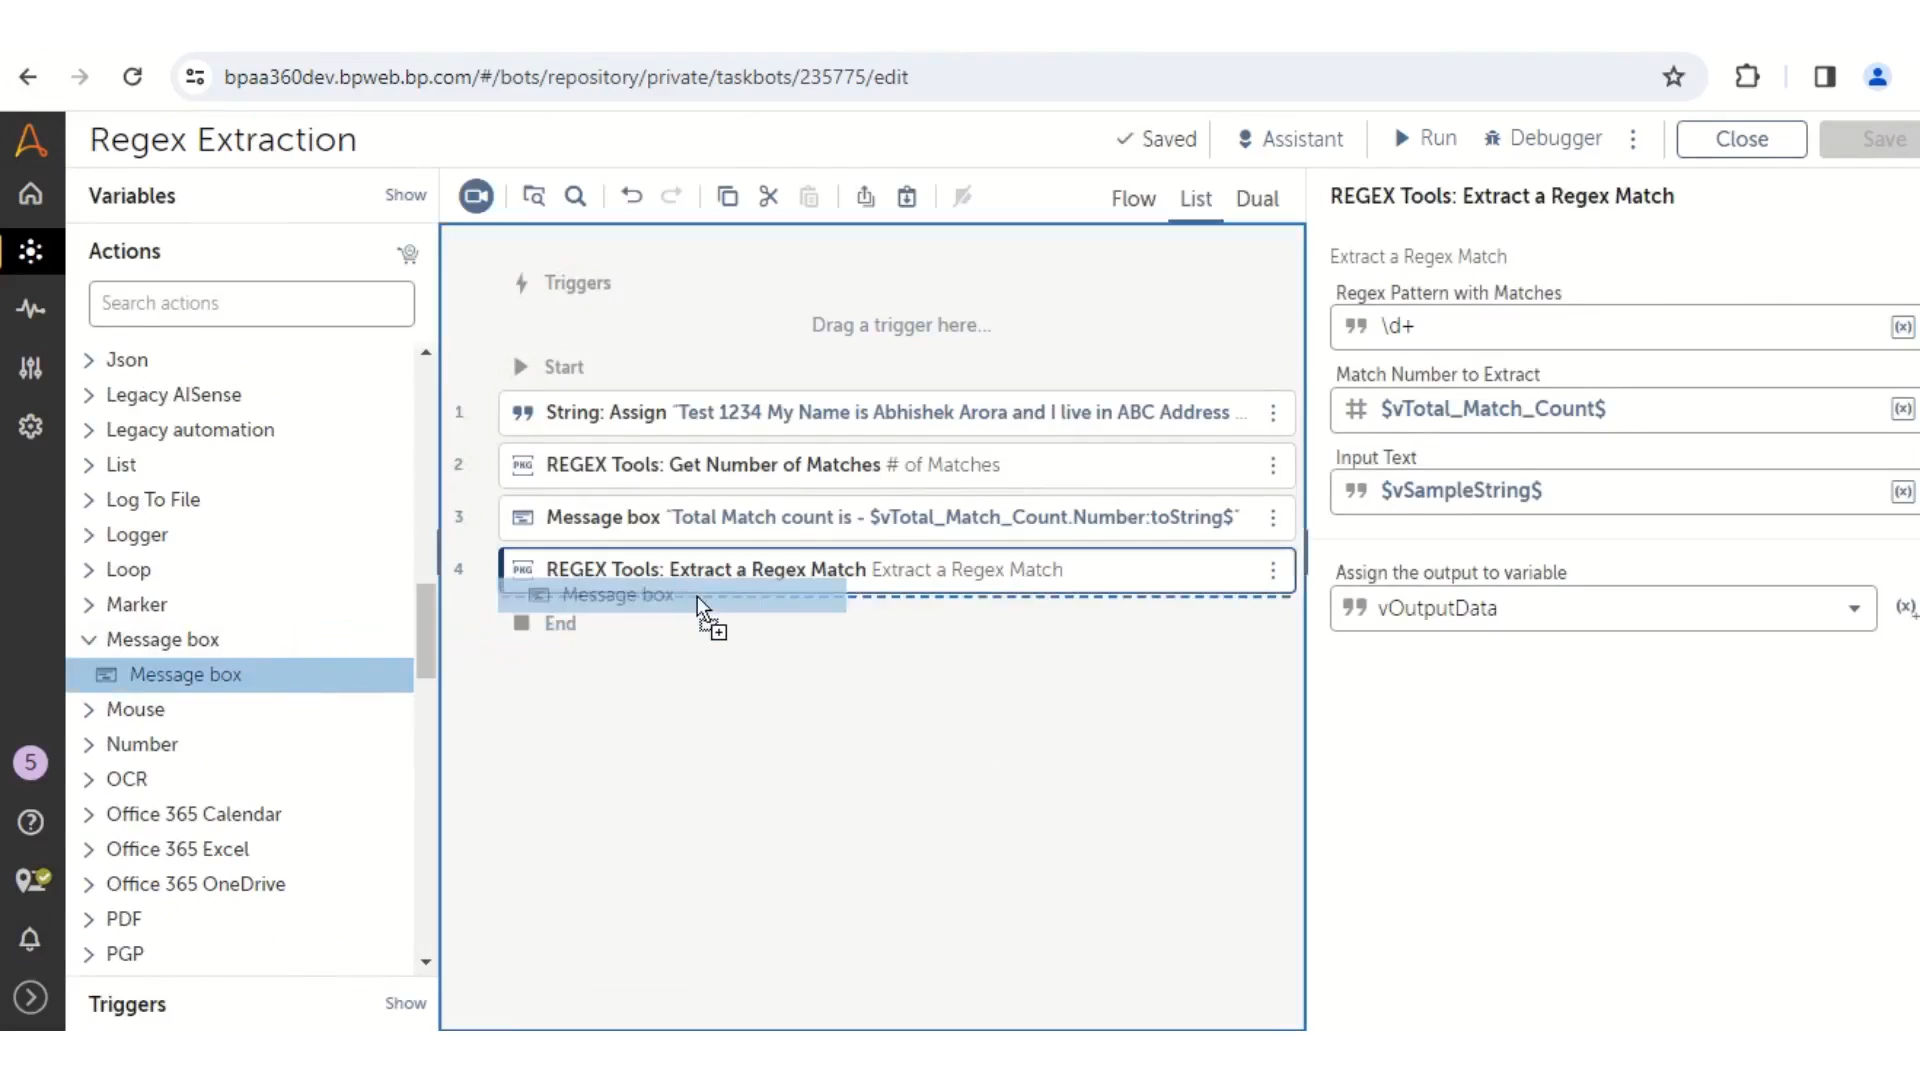 bpaa360dev.bpweb.bp.com/#/bots/repository/private/taskbots/235775/edit
Regex Extraction
Saved
Assistant
Run
Debugger
Close
Save
Variables
Show
Flow
List
Dual
Actions
Search actions
Json
Legacy AISense
Legacy automation
List
Log To File
Logger
Loop
Marker
Message box
Message box
Mouse
Number
OCR
Office 365 Calendar
Office 365 Excel
Office 365 OneDrive
PDF
PGP
Triggers
Show
5
Triggers
Drag a trigger here...
Start
1 String: Assign "Test 1234 My Name is Abhishek Arora and I live in ABC Address ...
2 PKG REGEX Tools: Get Number of Matches # of Matches
3 Message box "Total Match count is - $vTotal_Match_Count.Number:toString$"
4 PKG REGEX Tools: Extract a Regex Match Extract a Regex Match
Message box
End
REGEX Tools: Extract a Regex Match
Extract a Regex Match
Regex Pattern with Matches
\d+ (x)
Match Number to Extract
# $vTotal_Match_Count$ (x)
Input Text
$vSampleString$ (x)
Assign the output to variable
vOutputData (x)+